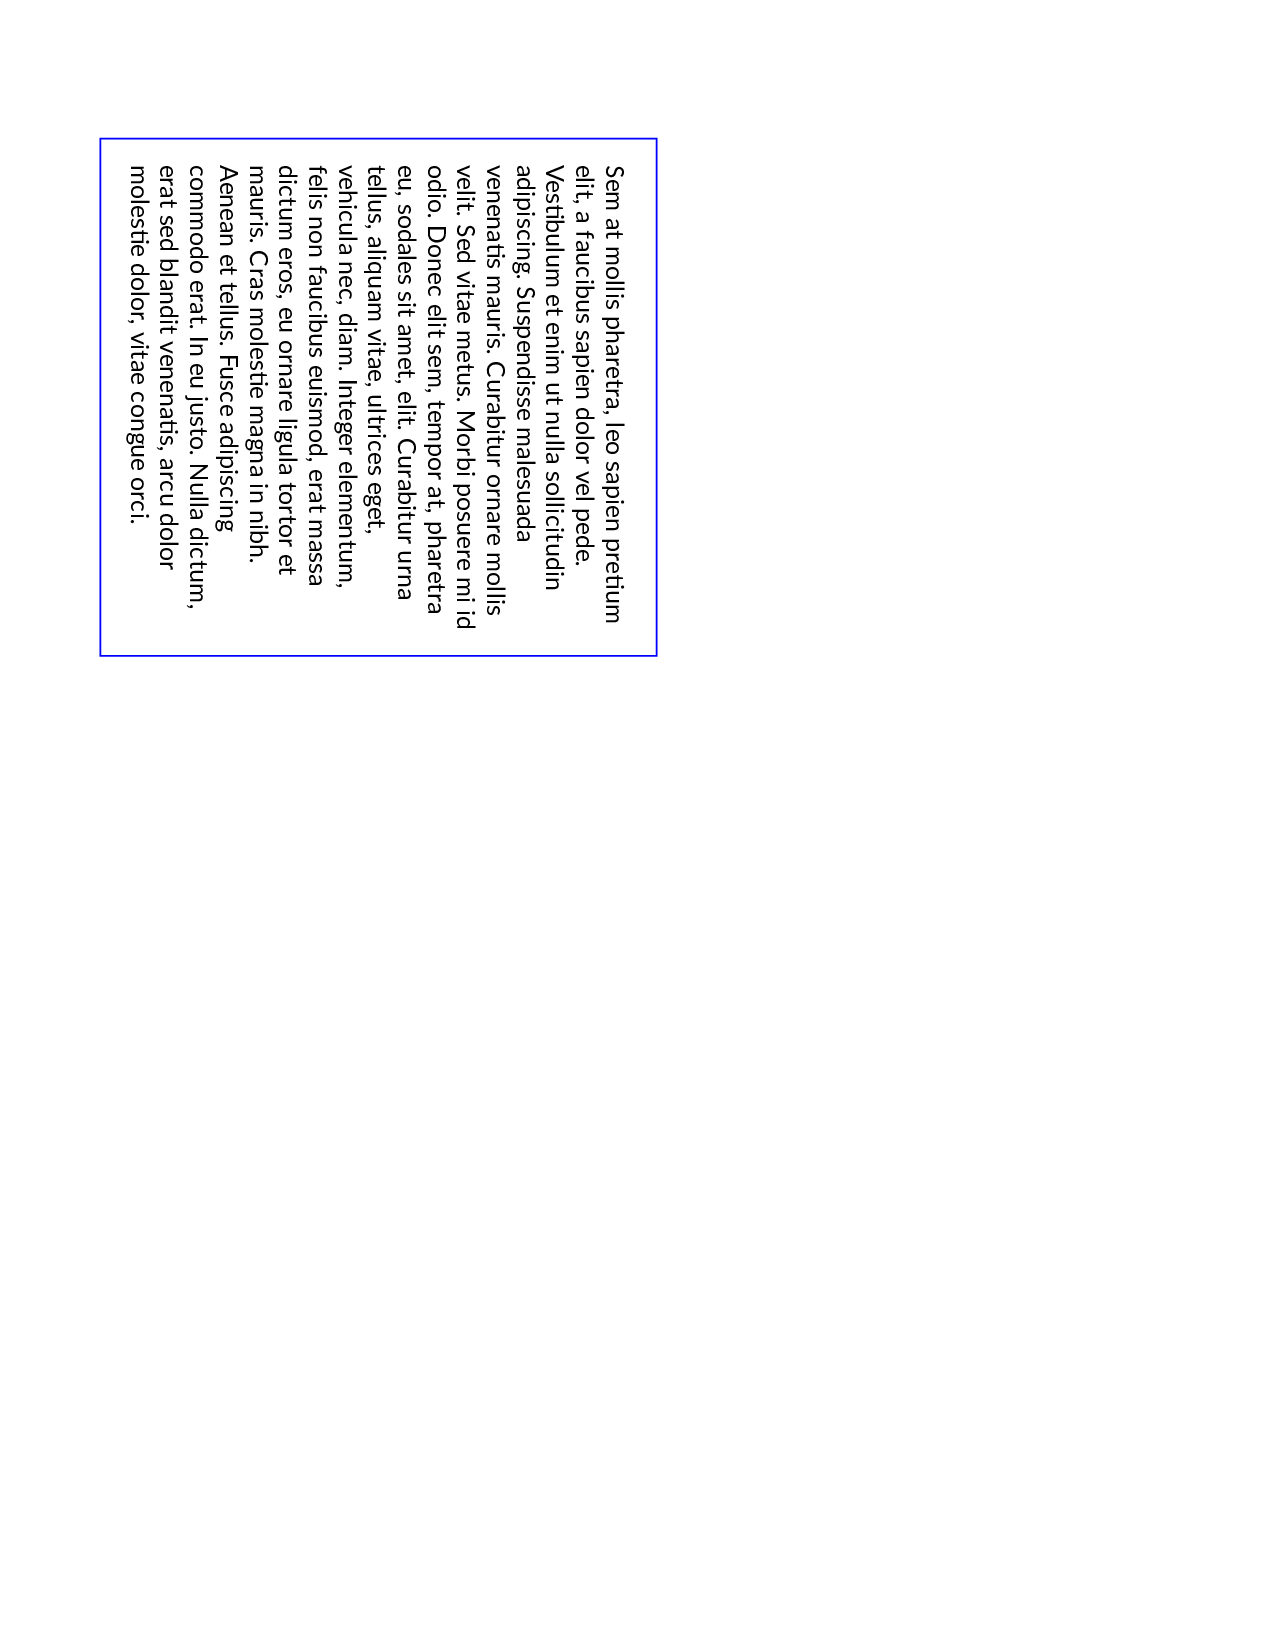 Sem at mollis pharetra, leo sapien pretium
elit, a faucibus sapien dolor vel pede.
Vestibulum et enim ut nulla sollicitudin
adipiscing. Suspendisse malesuada
venenatis mauris. Curabitur ornare mollis
velit. Sed vitae metus. Morbi posuere mi id
odio. Donec elit sem, tempor at, pharetra
eu, sodales sit amet, elit. Curabitur urna
tellus, aliquam vitae, ultrices eget,
vehicula nec, diam. Integer elementum,
felis non faucibus euismod, erat massa
dictum eros, eu ornare ligula tortor et
mauris. Cras molestie magna in nibh.
Aenean et tellus. Fusce adipiscing
commodo erat. In eu justo. Nulla dictum,
erat sed blandit venenatis, arcu dolor
molestie dolor, vitae congue orci.